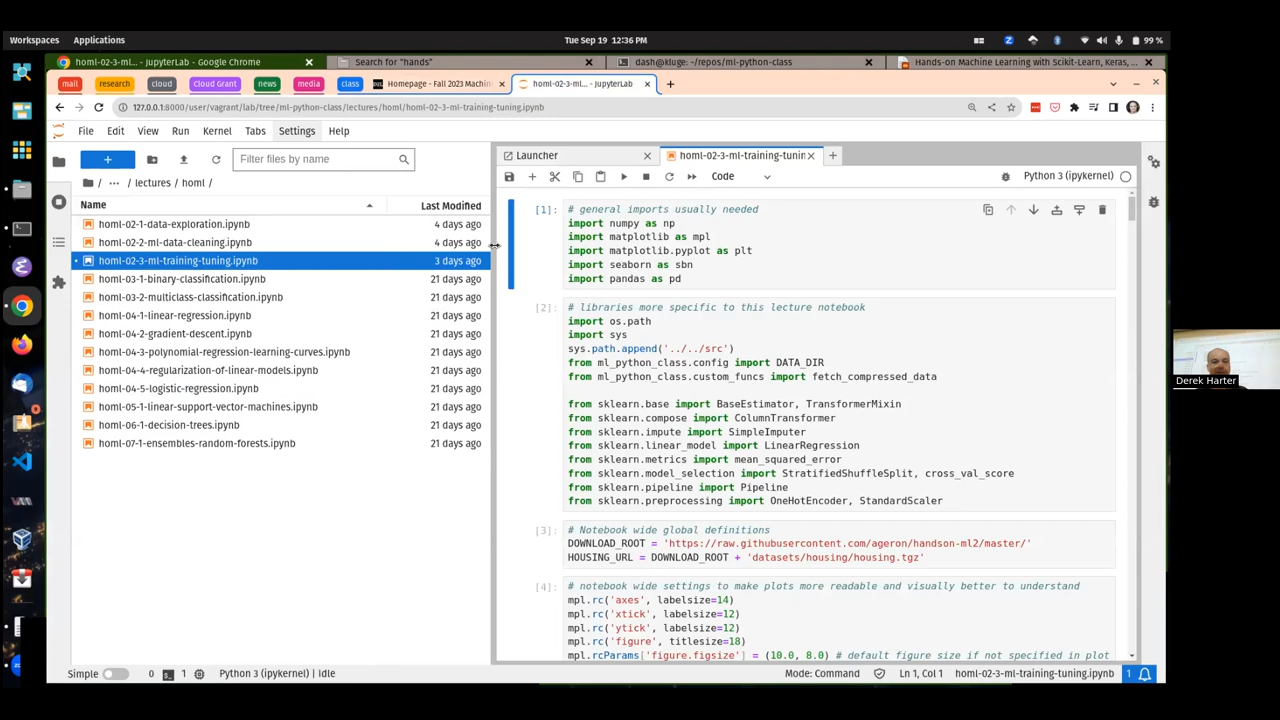 Workspaces Applications Tue Sep 19 12:36 PM 99 %
homl-02-3-ml... - JupyterLab - Google Chrome × Search for "hands" × dash@kluge: ~/repos/ml-python-class × Hands-on Machine Learning with Scikit-Learn, Keras, ... ×
mail research cloud Cloud Grant news media class Homepage - Fall 2023 Machin × homl-02-3-ml... - JupyterLab × +
127.0.0.1:8000/user/vagrant/lab/tree/ml-python-class/lectures/homl/homl-02-3-ml-training-tuning.ipynb
File Edit View Run Kernel Tabs Settings Help
+ Filter files by name
/ ... / lectures / homl /
Name Last Modified
homl-02-1-data-exploration.ipynb 4 days ago
homl-02-2-ml-data-cleaning.ipynb 4 days ago
homl-02-3-ml-training-tuning.ipynb 3 days ago
homl-03-1-binary-classification.ipynb 21 days ago
homl-03-2-multiclass-classification.ipynb 21 days ago
homl-04-1-linear-regression.ipynb 21 days ago
homl-04-2-gradient-descent.ipynb 21 days ago
homl-04-3-polynomial-regression-learning-curves.ipynb 21 days ago
homl-04-4-regularization-of-linear-models.ipynb 21 days ago
homl-04-5-logistic-regression.ipynb 21 days ago
homl-05-1-linear-support-vector-machines.ipynb 21 days ago
homl-06-1-decision-trees.ipynb 21 days ago
homl-07-1-ensembles-random-forests.ipynb 21 days ago
Launcher × homl-02-3-ml-training-tunin × +
Code Python 3 (ipykernel)
[1]: # general imports usually needed
import numpy as np
import matplotlib as mpl
import matplotlib.pyplot as plt
import seaborn as sbn
import pandas as pd
[2]: # libraries more specific to this lecture notebook
import os.path
import sys
sys.path.append('../../src')
from ml_python_class.config import DATA_DIR
from ml_python_class.custom_funcs import fetch_compressed_data
from sklearn.base import BaseEstimator, TransformerMixin
from sklearn.compose import ColumnTransformer
from sklearn.impute import SimpleImputer
from sklearn.linear_model import LinearRegression
from sklearn.metrics import mean_squared_error
from sklearn.model_selection import StratifiedShuffleSplit, cross_val_score
from sklearn.pipeline import Pipeline
from sklearn.preprocessing import OneHotEncoder, StandardScaler
[3]: # Notebook wide global definitions
DOWNLOAD_ROOT = 'https://raw.githubusercontent.com/ageron/handson-ml2/master/'
HOUSING_URL = DOWNLOAD_ROOT + 'datasets/housing/housing.tgz'
[4]: # notebook wide settings to make plots more readable and visually better to understand
mpl.rc('axes', labelsize=14)
mpl.rc('xtick', labelsize=12)
mpl.rc('ytick', labelsize=12)
mpl.rc('figure', titlesize=18)
mpl.rcParams['figure.figsize'] = (10.0, 8.0) # default figure size if not specified in plot
Simple 0 1 Python 3 (ipykernel) | Idle Mode: Command Ln 1, Col 1 homl-02-3-ml-training-tuning.ipynb 1
Derek Harter